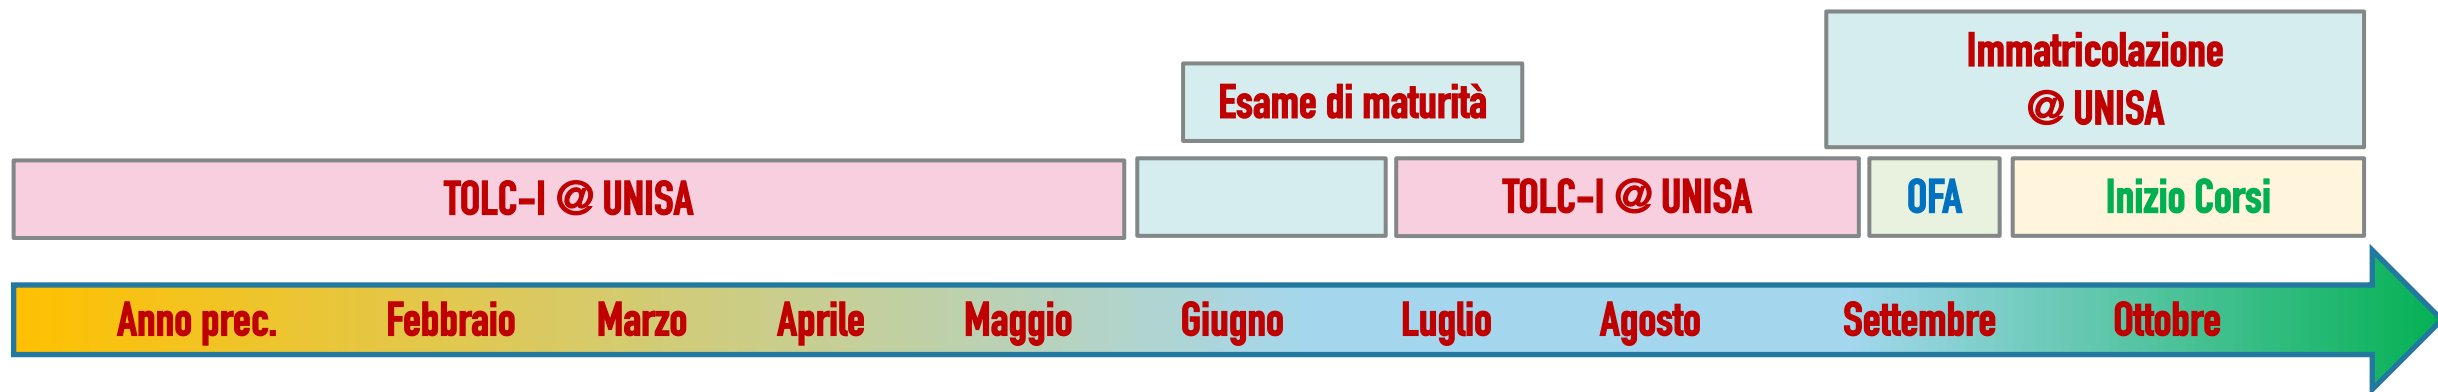 Immatricolazione
@ UNISA
Esame di maturità
TOLC-I @ UNISA
TOLC-I @ UNISA
OFA
Inizio Corsi
Anno prec.
Febbraio
Marzo
Aprile
Maggio
Giugno
Luglio
Agosto
Settembre
Ottobre